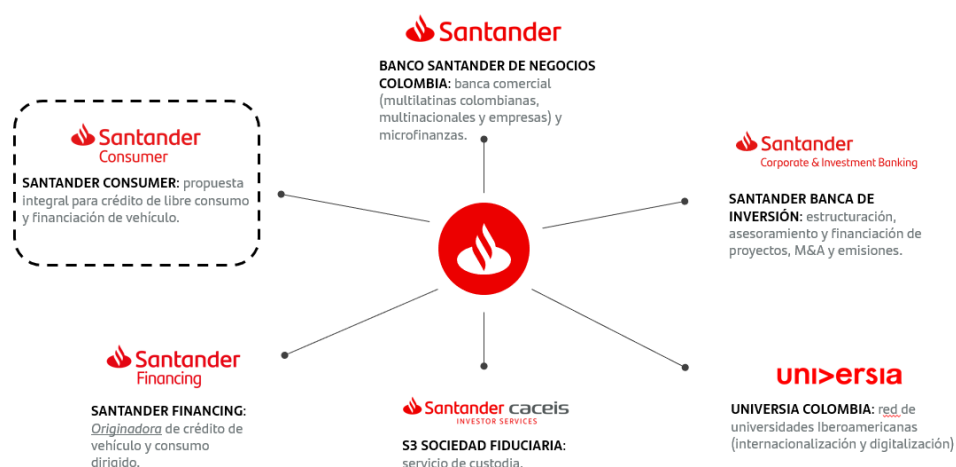 Santander
BANCO SANTANDER DE NEGOCIOS
COLOMBIA: banca comercial
(multilatinas colombianas,
multinacionales y empresas) y
microfinanzas.
Santander
Consumer
SANTANDER CONSUMER: propuesta
integral para crédito de libre consumo
y financiación de vehículo.
Santander
Corporate & Investment Banking
SANTANDER BANCA DE
INVERSIÓN: estructuración,
asesoramiento y financiación de
proyectos, M&A y emisiones.
Santander
Financing
SANTANDER FINANCING:
Originadora de crédito de
vehículo y consumo
dirigido.
Santander caceis
INVESTOR SERVICES
S3 SOCIEDAD FIDUCIARIA:
servicio de custodia.
uni>ersia
UNIVERSIA COLOMBIA: red de
universidades Iberoamericanas
(internacionalización y digitalización)